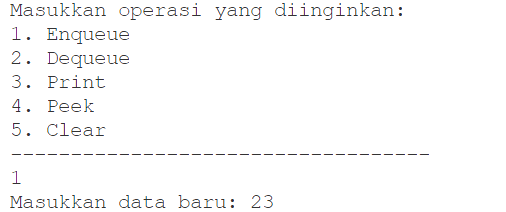 Masukkan operasi yang diinginkan:
1. Enqueue
2. Dequeue
3. Print
4. Peek
5. Clear
-----------------------------------
1
Masukkan data baru: 23